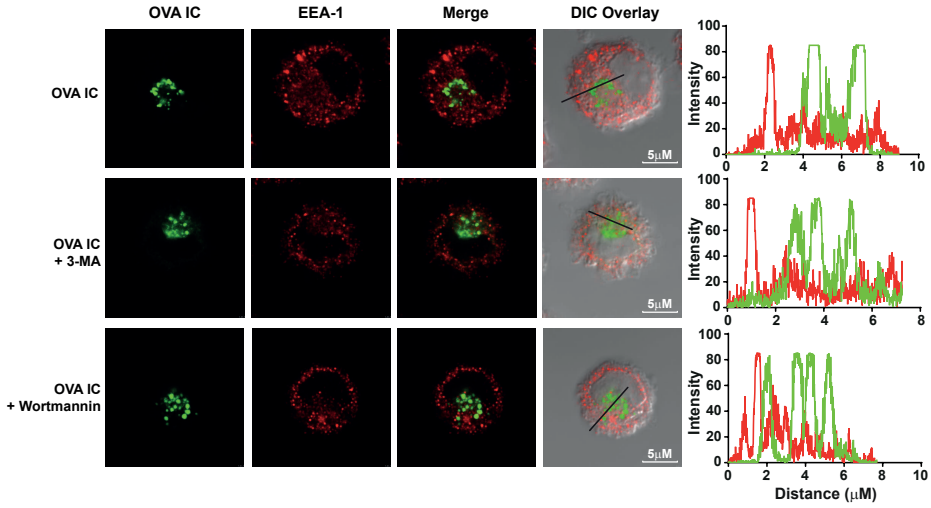 OVA IC EEA-1 Merge DIC Overlay
OVA IC
5μM
Intensity
100
80
60
40
20
0
0 2 4 6 8 10
OVA IC
+ 3-MA
5μM
Intensity
100
80
60
40
20
0
0 2 4 6 8
OVA IC
+ Wortmannin
5μM
Intensity
100
80
60
40
20
0
0 2 4 6 8 10
Distance (μM)